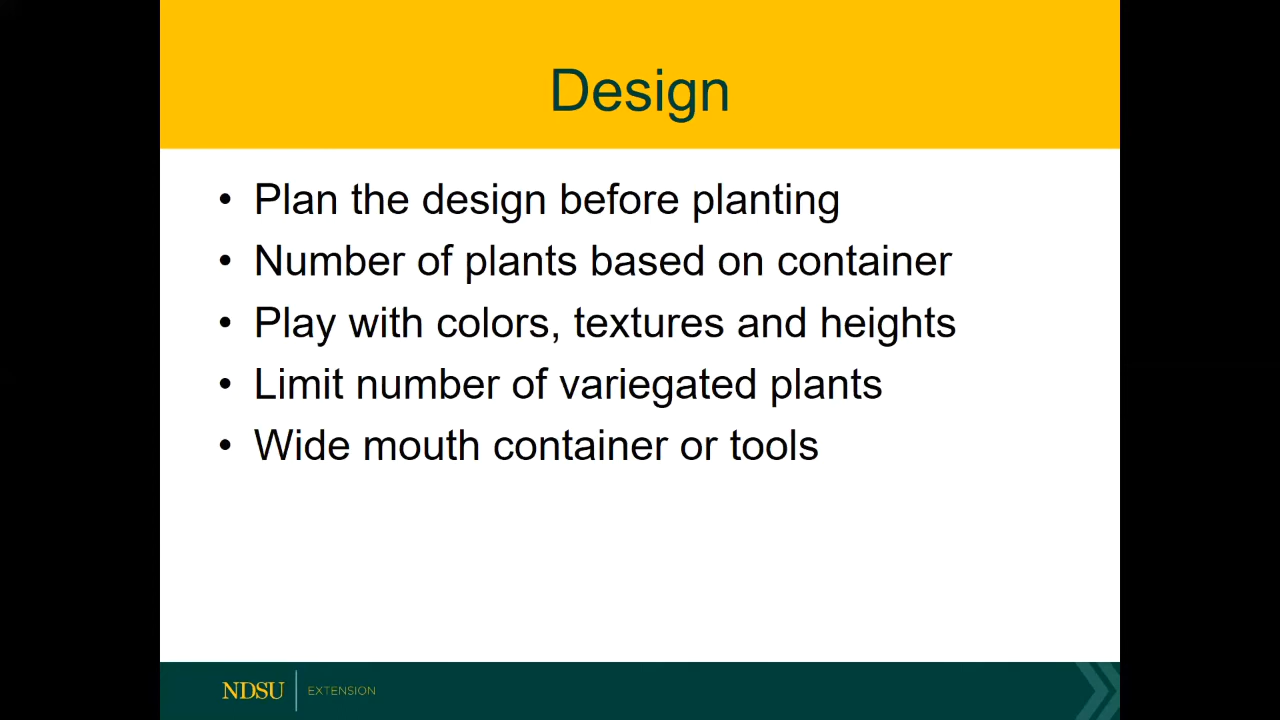 Design
• Plan the design before planting
• Number of plants based on container
• Play with colors, textures and heights
• Limit number of variegated plants
• Wide mouth container or tools
NDSU | EXTENSION